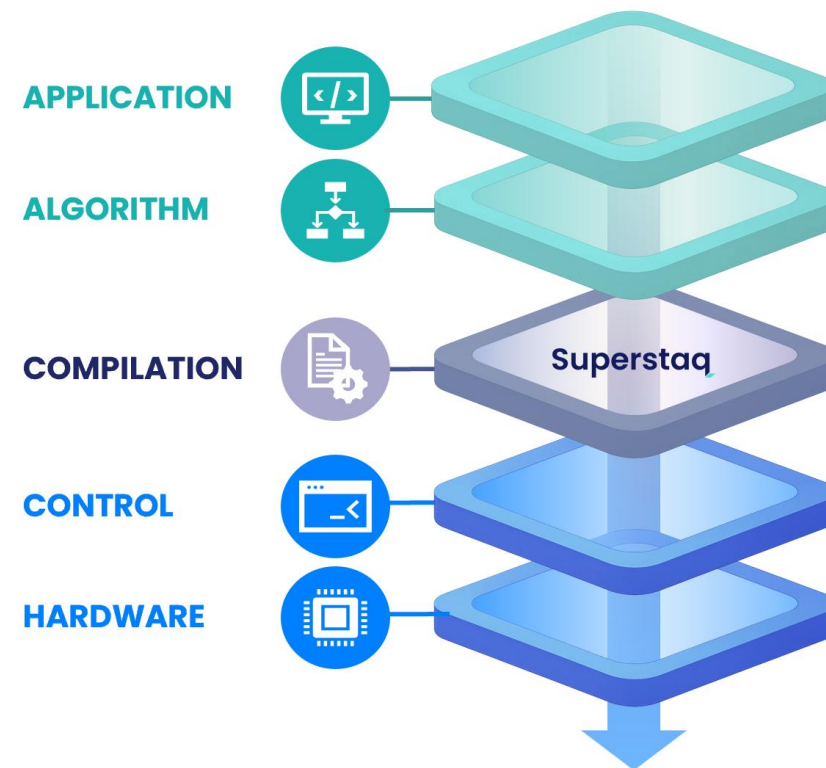 APPLICATION
ALGORITHM
COMPILATION
Superstaq
CONTROL
HARDWARE